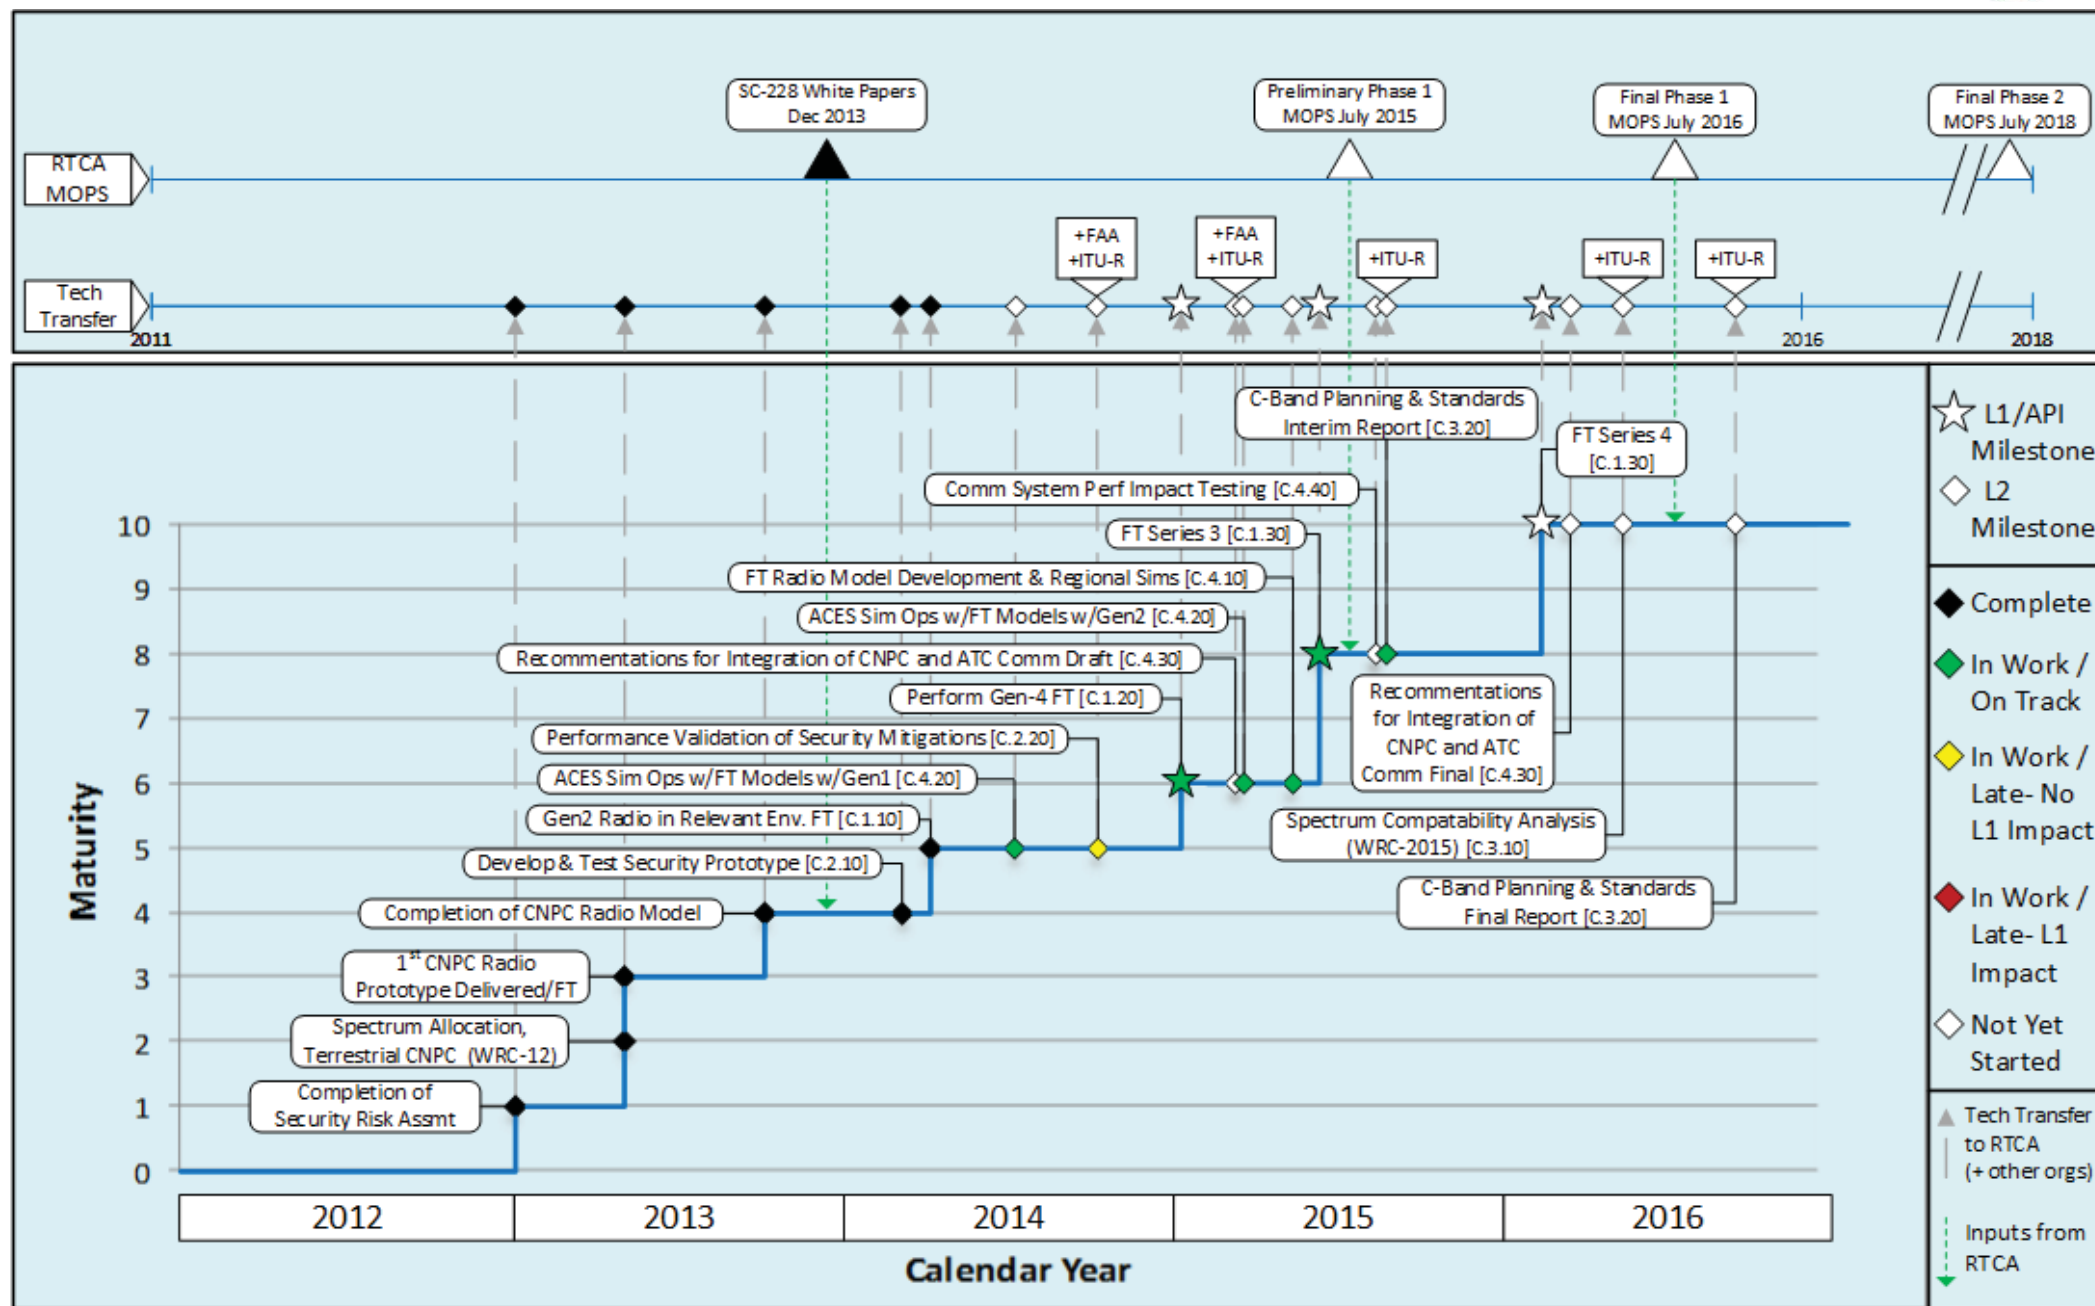 SC-228 White Papers
Dec 2013
Preliminary Phase 1
MOPS July 2015
Final Phase 1
MOPS July 2016
Final Phase 2
MOPS July 2018
RTCA
MOPS
+FAA
+ITU-R
+FAA
+ITU-R
+ITU-R
+ITU-R
+ITU-R
Tech
Transfer
2011
2016
2018
C-Band Planning & Standards
Interim Report [C.3.20]
FT Series 4
[C.1.30]
Comm System Perf Impact Testing [C.4.40]
FT Series 3 [C.1.30]
FT Radio Model Development & Regional Sims [C.4.10]
ACES Sim Ops w/FT Models w/Gen2 [C.4.20]
Recommentations for Integration of CNPC and ATC Comm Draft [C.4.30]
Perform Gen-4 FT [C.1.20]
Performance Validation of Security Mitigations [C.2.20]
ACES Sim Ops w/FT Models w/Gen1 [C.4.20]
Gen2 Radio in Relevant Env. FT [C.1.10]
Develop & Test Security Prototype [C.2.10]
Completion of CNPC Radio Model
1st CNPC Radio
Prototype Delivered/FT
Spectrum Allocation,
Terrestrial CNPC (WRC-12)
Completion of
Security Risk Assmt
Recommentations
for Integration of
CNPC and ATC
Comm Final [C.4.30]
Spectrum Compatability Analysis
(WRC-2015) [C.3.10]
C-Band Planning & Standards
Final Report [C.3.20]
Maturity
10
9
8
7
6
5
4
3
2
1
0
2012
2013
2014
2015
2016
Calendar Year
L1/API
Milestone
L2
Milestone
Complete
In Work /
On Track
In Work /
Late- No
L1 Impact
In Work /
Late- L1
Impact
Not Yet
Started
Tech Transfer
to RTCA
(+ other orgs)
Inputs from
RTCA